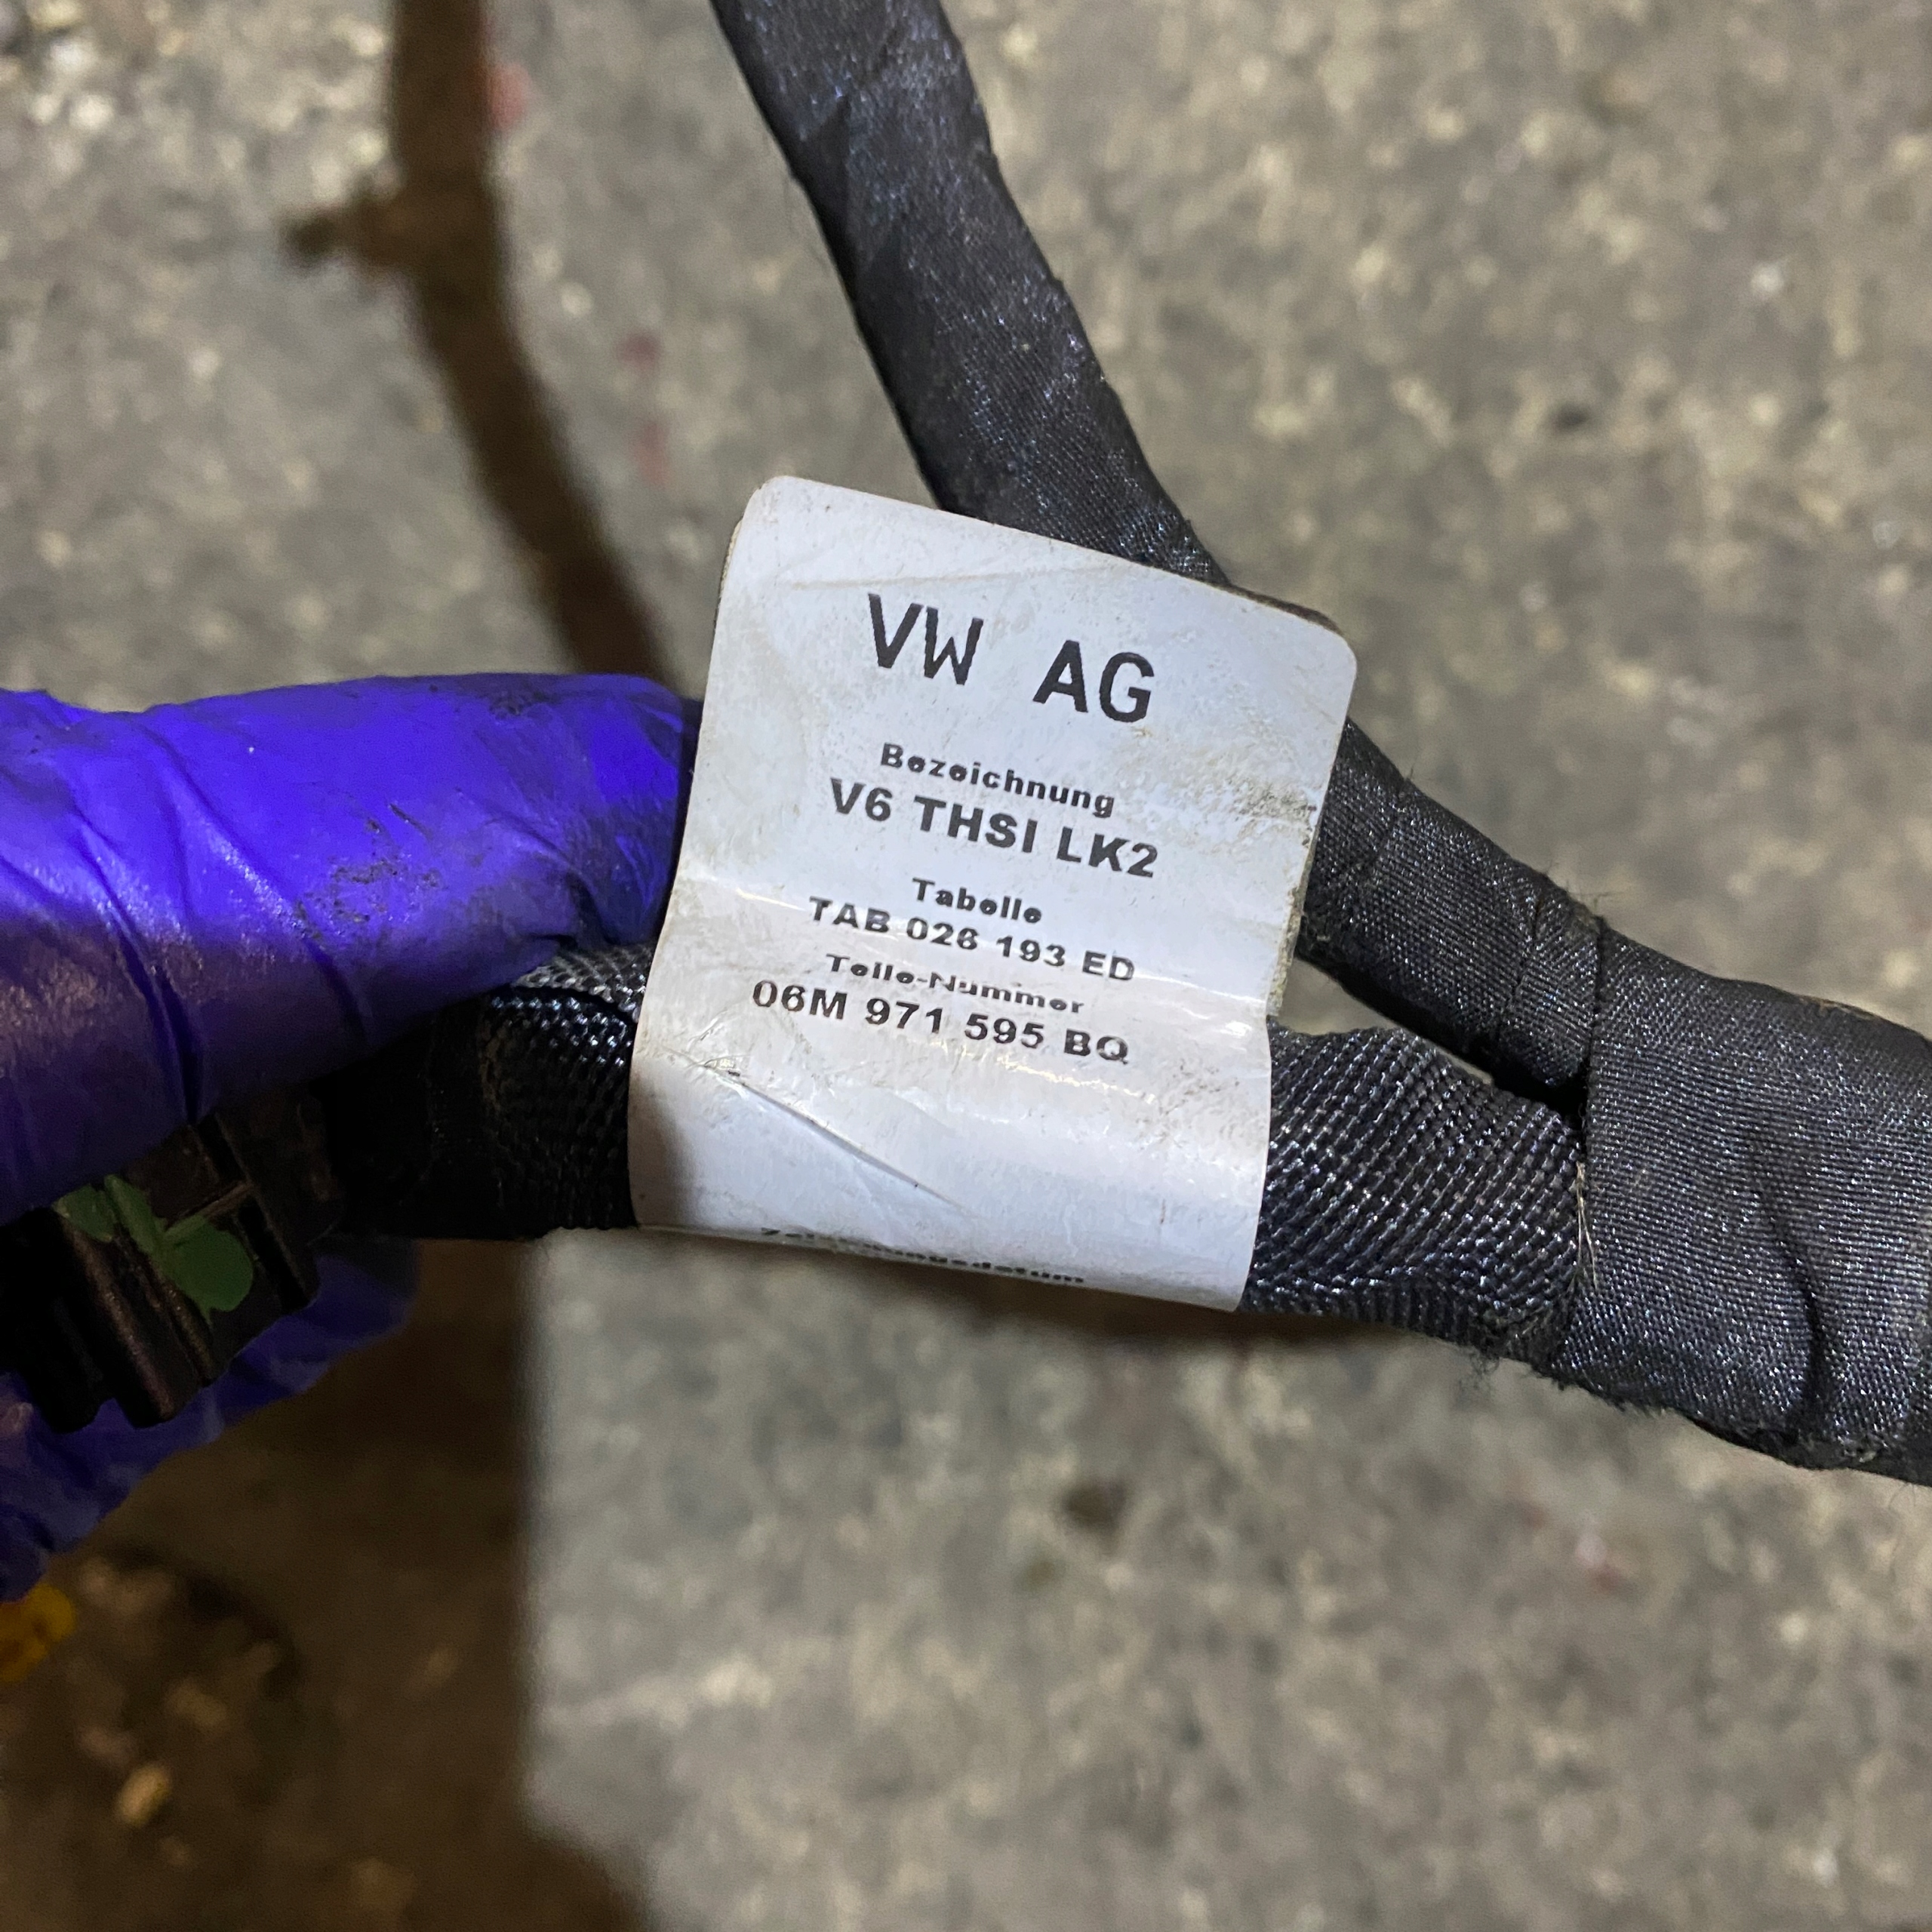 VW AG
Bezeichnung
V6 THSI LK2
Tabelle
TAB 026 193 ED
Teile-Nummer
06M 971 595 BQ